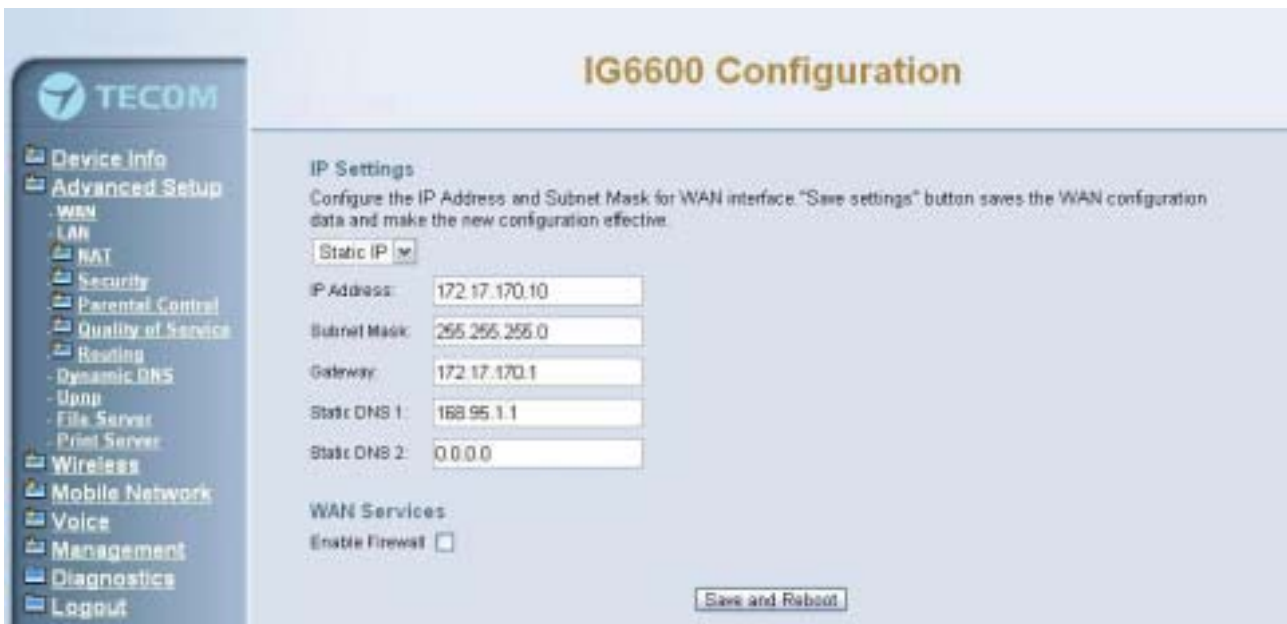 IG6600 Configuration
TECOM
Device Info
Advanced Setup
- WAN
- LAN
NAT
Security
Parental Control
Quality of Service
Routing
- Dynamic DNS
- Upnp
- File Server
- Print Server
Wireless
Mobile Network
Voice
Management
Diagnostics
Logout
IP Settings
Configure the IP Address and Subnet Mask for WAN interface."Save settings" button saves the WAN configuration
data and make the new configuration effective.
Static IP
IP Address: 172.17.170.10
Subnet Mask: 255.255.255.0
Gateway: 172.17.170.1
Static DNS 1: 168.95.1.1
Static DNS 2: 0.0.0.0
WAN Services
Enable Firewall
Save and Reboot